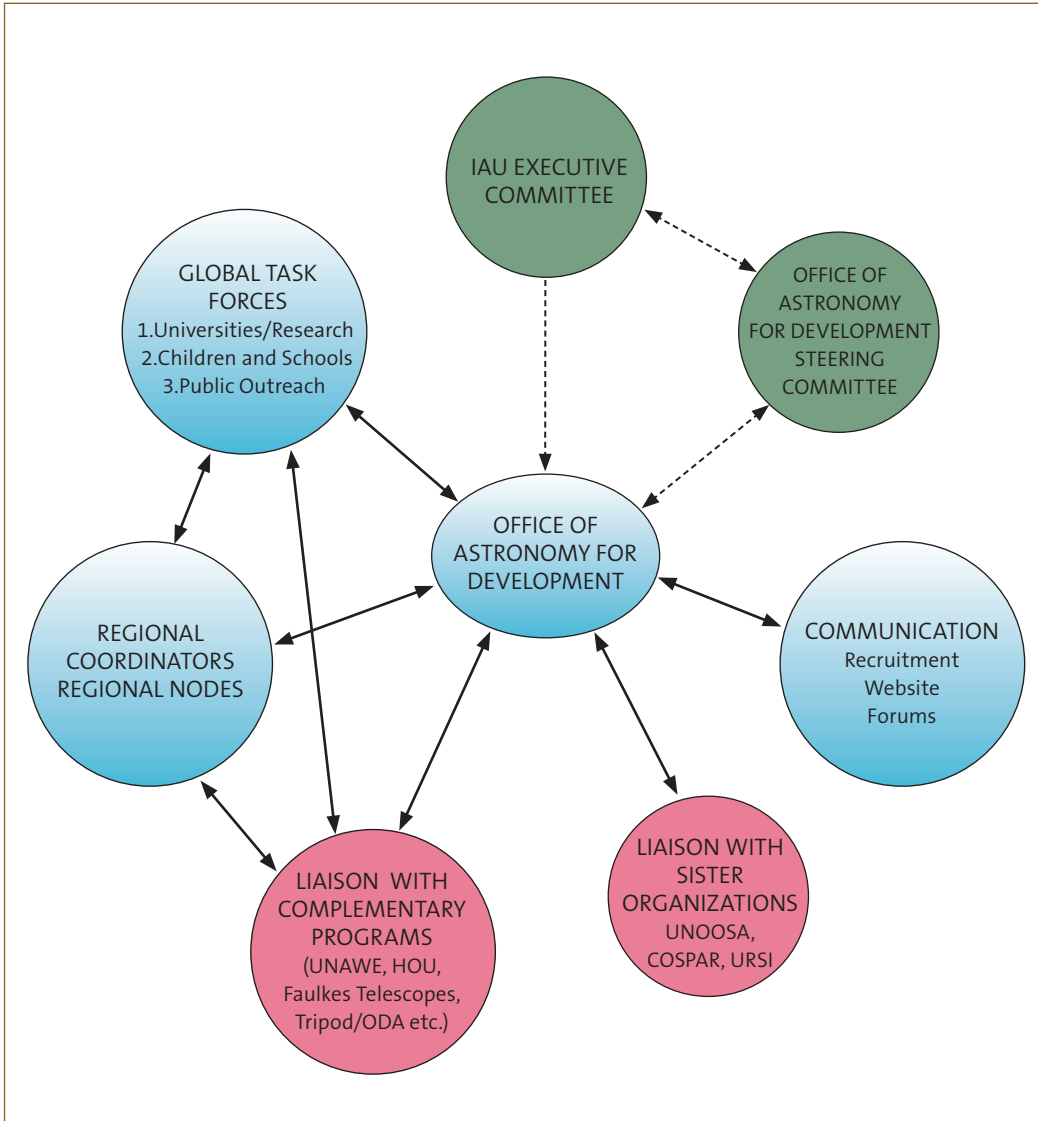 IAU EXECUTIVE
COMMITTEE
GLOBAL TASK
FORCES
1.Universities/Research
2.Children and Schools
3.Public Outreach
OFFICE OF
ASTRONOMY
FOR DEVELOPMENT
STEERING
COMMITTEE
OFFICE OF
ASTRONOMY FOR
DEVELOPMENT
REGIONAL
COORDINATORS
REGIONAL NODES
COMMUNICATION
Recruitment
Website
Forums
LIAISON WITH
COMPLEMENTARY
PROGRAMS
(UNAWE, HOU,
Faulkes Telescopes,
Tripod/ODA etc.)
LIAISON WITH
SISTER
ORGANIZATIONS
UNOOSA,
COSPAR, URSI